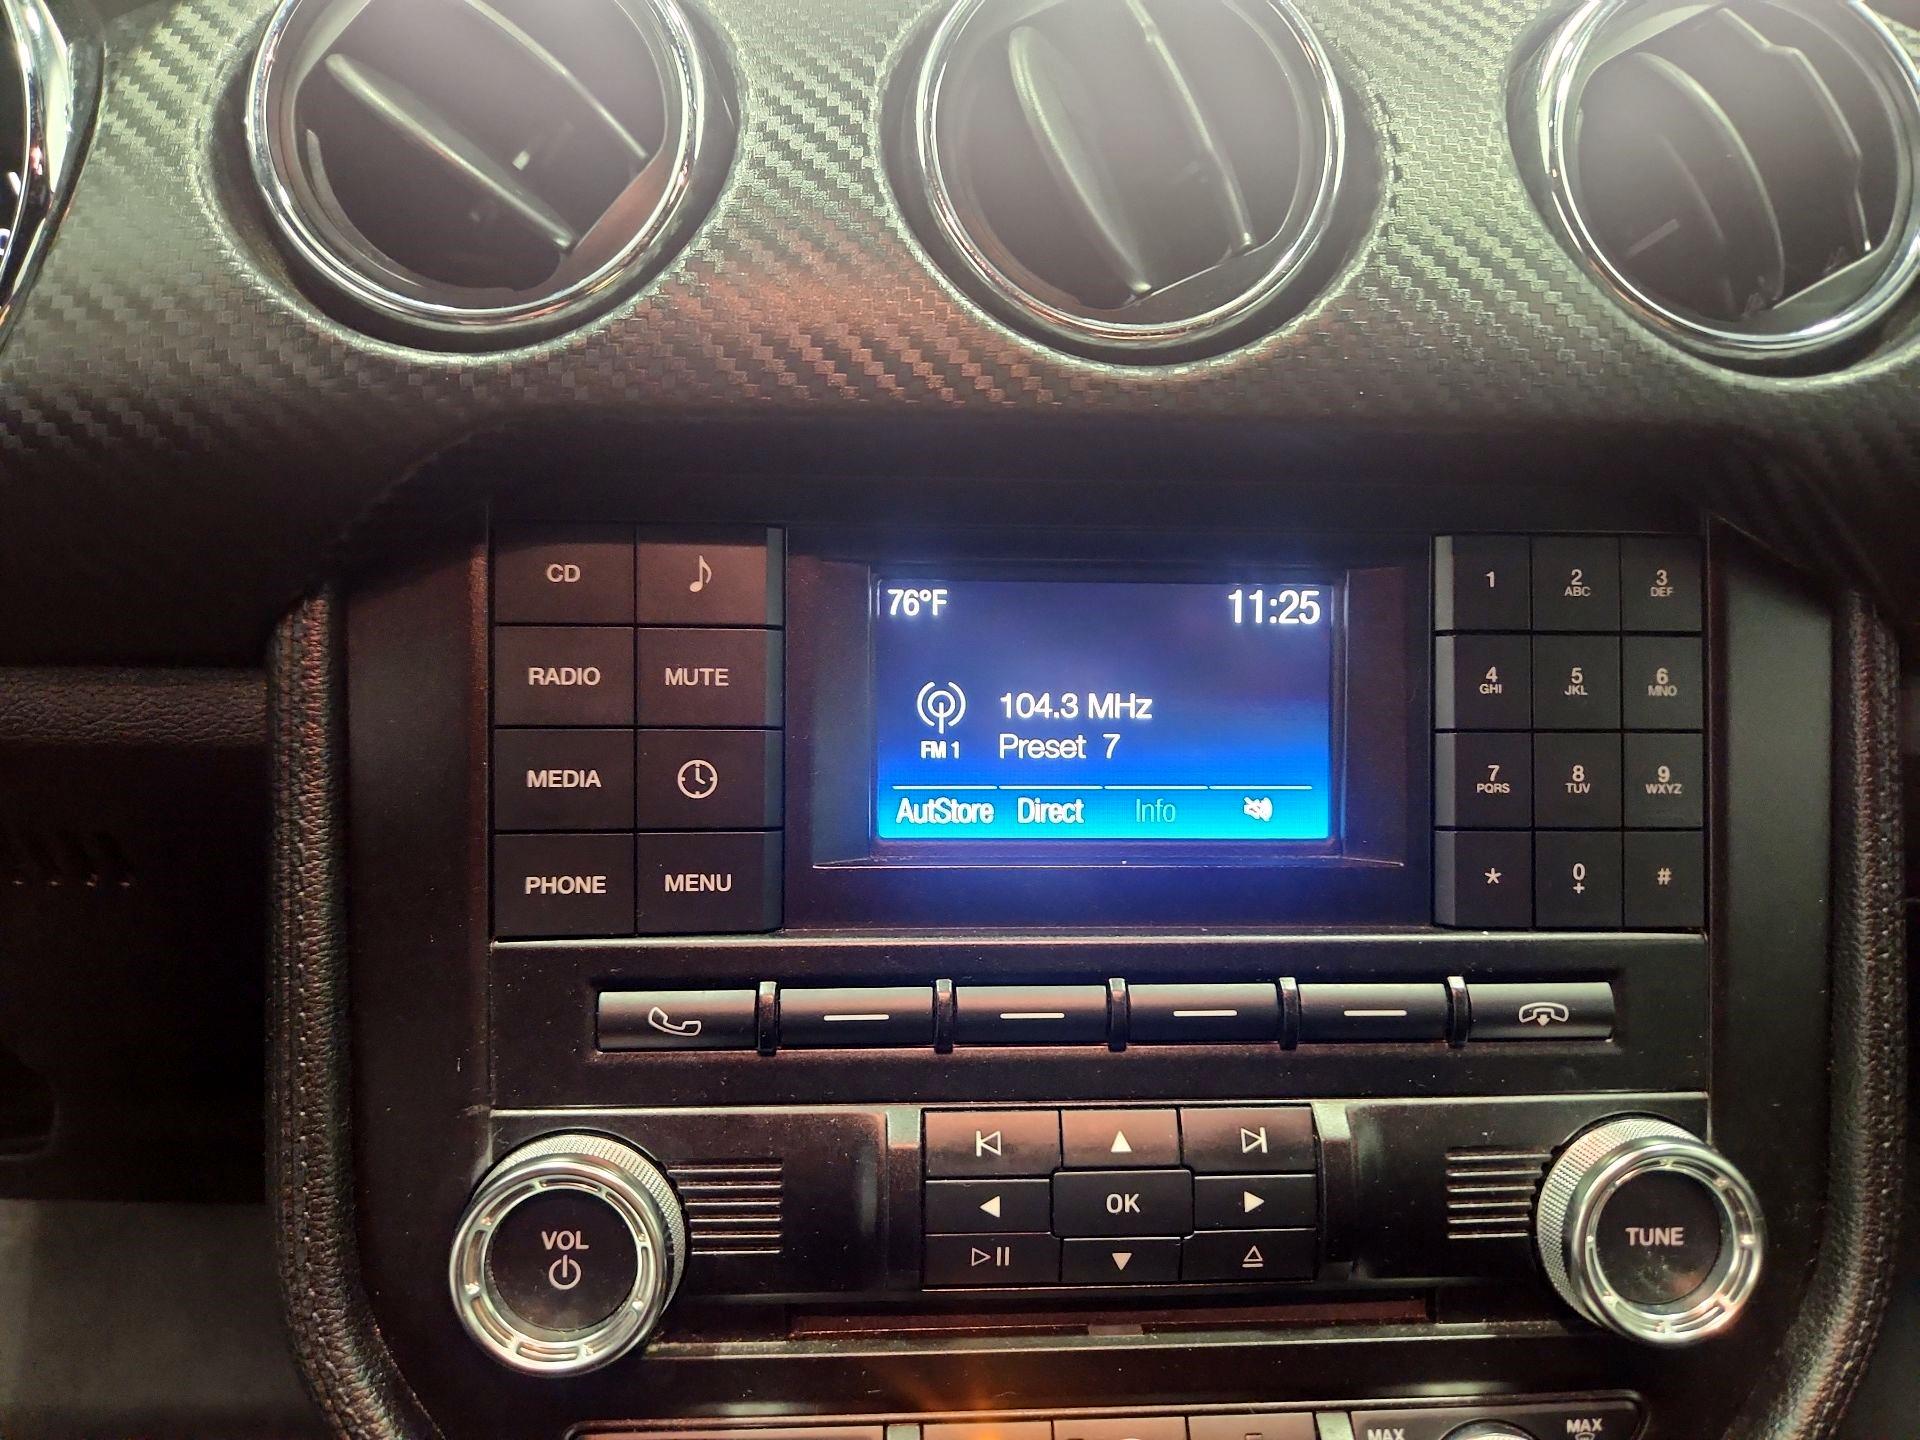 CD
RADIO
MUTE
MEDIA
PHONE
MENU
76°F
11:25
104.3 MHz
FM 1
Preset 7
AutStore Direct Info
1
2
ABC
3
DEF
4
GHI
5
JKL
6
MNO
7
PQRS
8
TUV
9
WXYZ
*
0
+
#
VOL
OK
TUNE
MAX
MAX